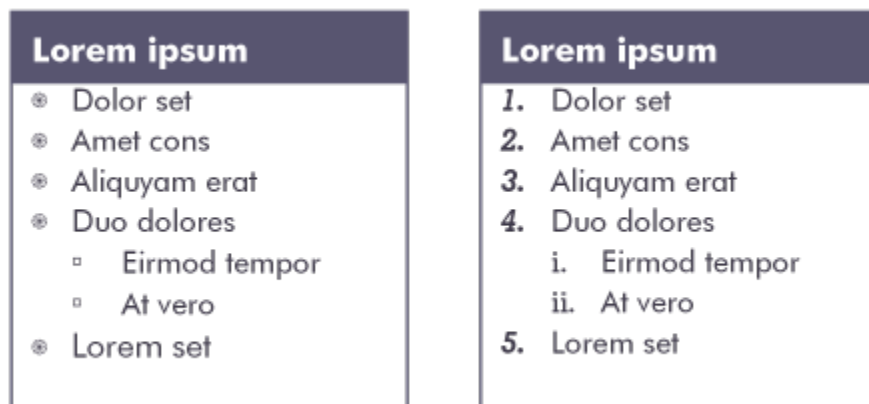 Lorem ipsum
Dolor set
Amet cons
Aliquyam erat
Duo dolores
Eirmod tempor
At vero
Lorem set
Lorem ipsum
1. Dolor set
2. Amet cons
3. Aliquyam erat
4. Duo dolores
i. Eirmod tempor
ii. At vero
5. Lorem set